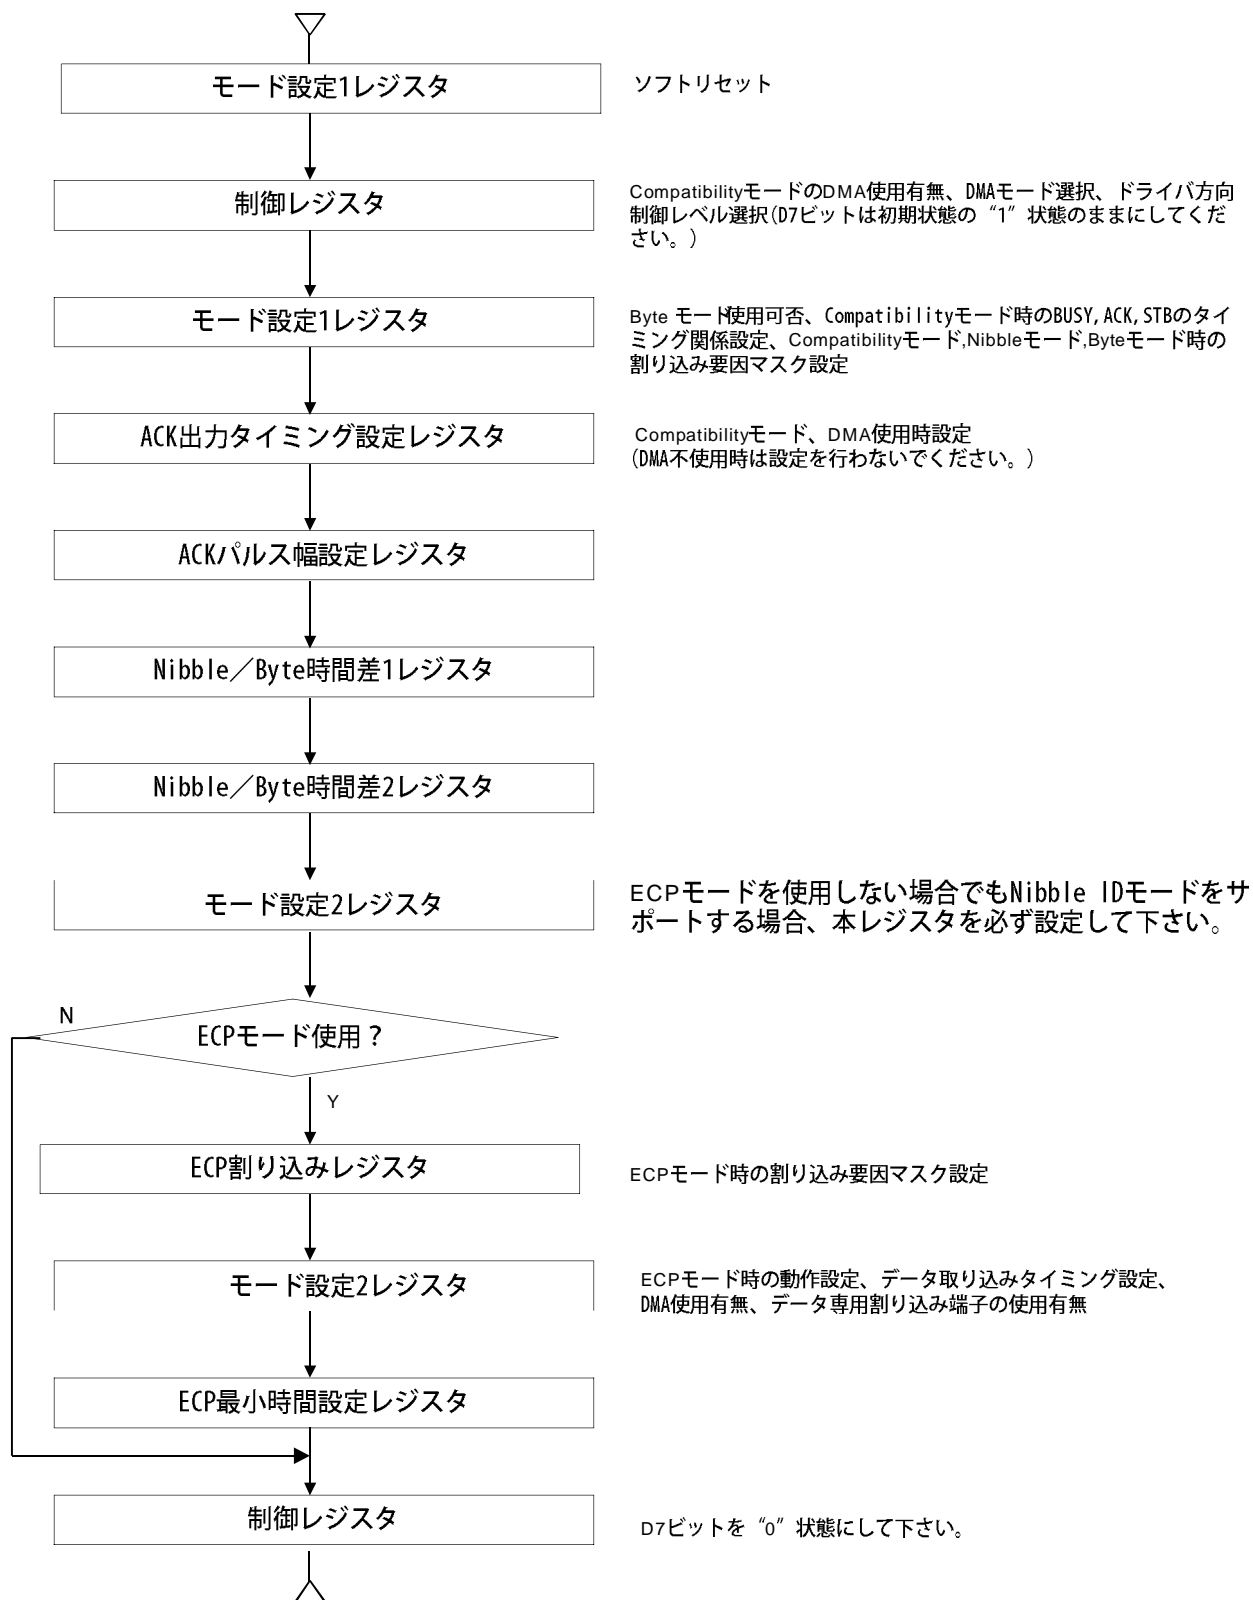 モード設定1レジスタ
ソフトリセット
制御レジスタ
CompatibilityモードのDMA使用有無、DMAモード選択、ドライバ方向
制御レベル選択(D7ビットは初期状態の“1”状態のままにしてくだ
さい。)
モード設定1レジスタ
Byte モード使用可否、Compatibilityモード時のBUSY,ACK,STBのタイ
ミング関係設定、Compatibilityモード,Nibbleモード,Byteモード時の
割り込み要因マスク設定
ACK出力タイミング設定レジスタ
Compatibilityモード、DMA使用時設定
(DMA不使用時は設定を行わないでください。)
ACKパルス幅設定レジスタ
Nibble／Byte時間差1レジスタ
Nibble／Byte時間差2レジスタ
モード設定2レジスタ
ECPモードを使用しない場合でもNibble IDモードをサ
ポートする場合、本レジスタを必ず設定して下さい。
N
ECPモード使用？
Y
ECP割り込みレジスタ
ECPモード時の割り込み要因マスク設定
モード設定2レジスタ
ECPモード時の動作設定、データ取り込みタイミング設定、
DMA使用有無、データ専用割り込み端子の使用有無
ECP最小時間設定レジスタ
制御レジスタ
D7ビットを“0”状態にして下さい。